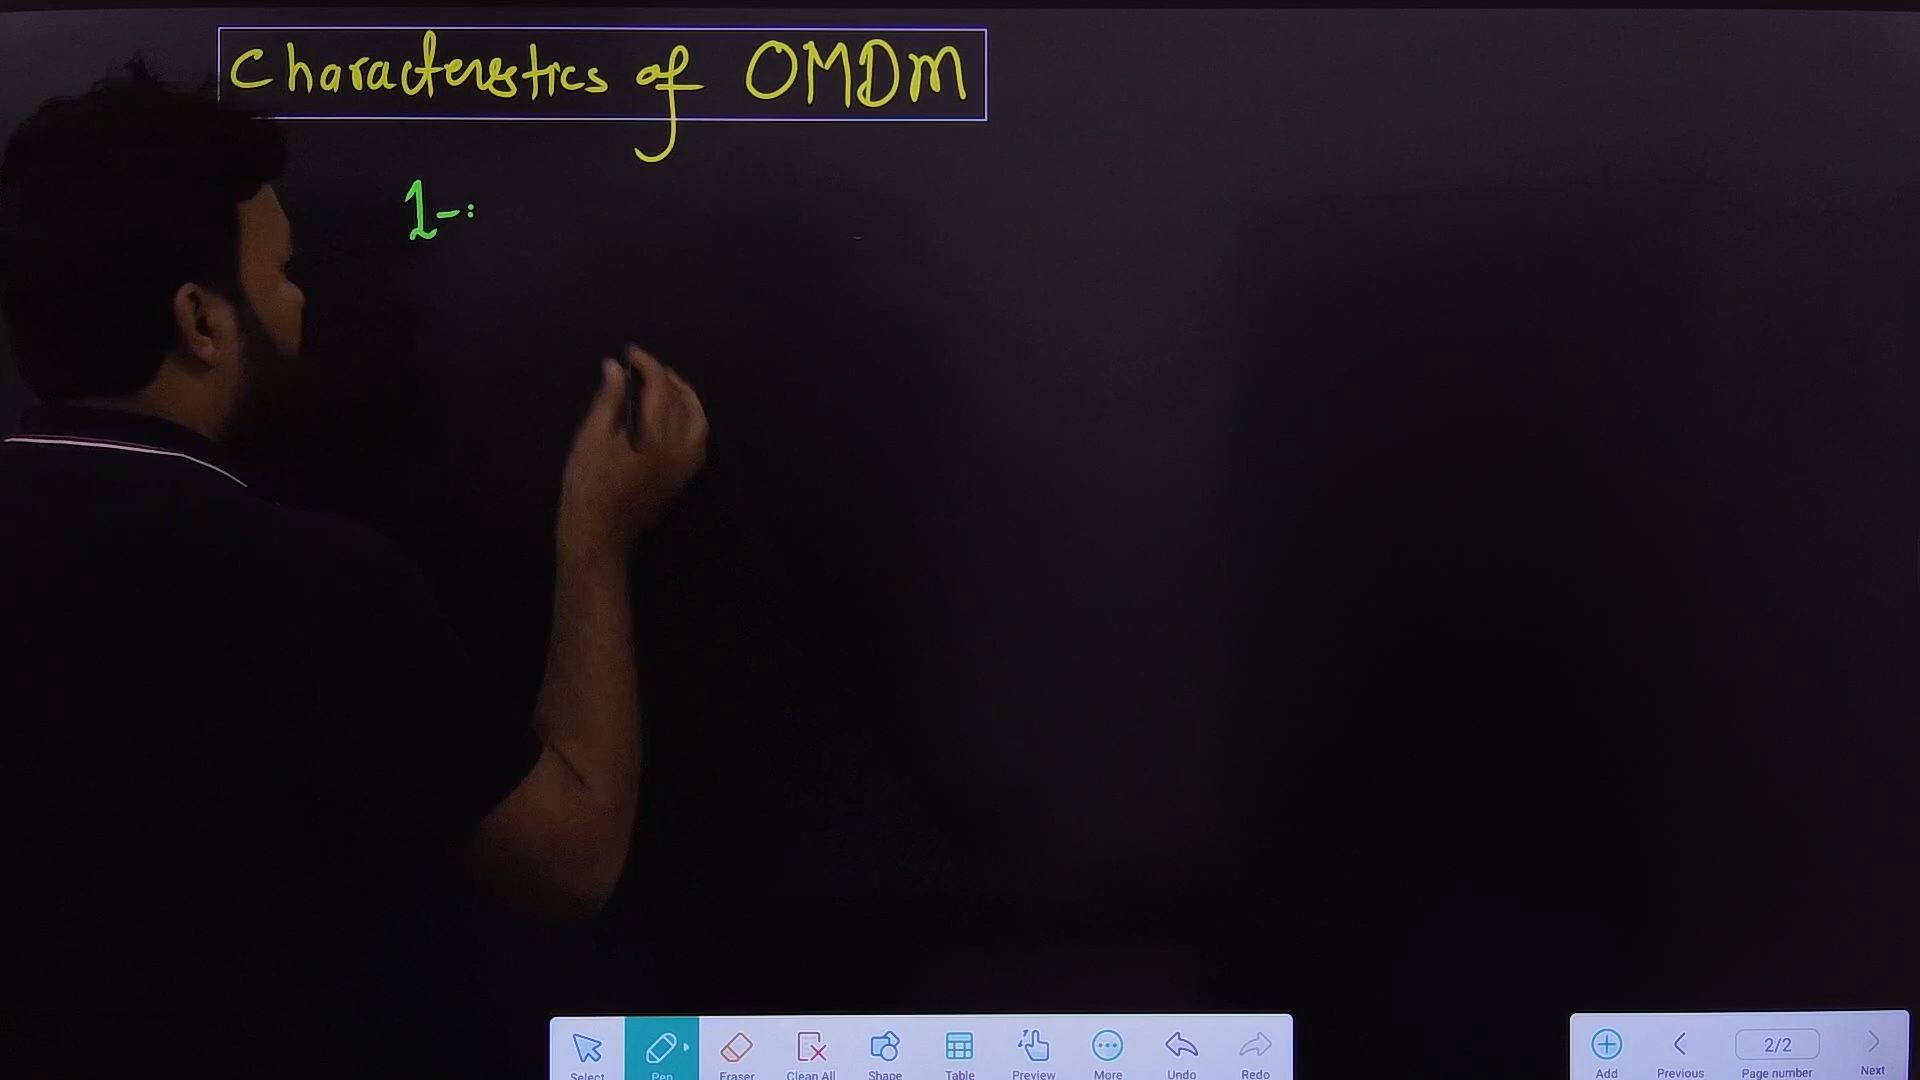 Characterstics of OMDM
1-:
Select Pen Eraser Clean All Shape Table Preview More Undo Redo
Add Previous 2/2 Page number Next